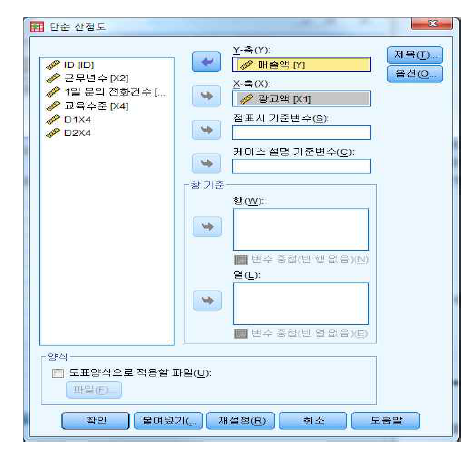 단순 산점도
ID [ID]
근무년수 [X2]
1일 문의 전화건수 [...
교육수준 [X4]
D1X4
D2X4
Y-축(Y):
매출액 [Y]
X-축(X):
광고액 [X1]
점표시 기준변수(S):
케이스 설명 기준변수(C):
제목(T)...
옵션(O)...
창 기준
행(W):
변수 중첩(빈 행 없음)(N)
열(L):
변수 중첩(빈 열 없음)(E)
양식
도표양식으로 적용할 파일(U):
파일(F)...
확인
붙여넣기(...
재설정(R)
취소
도움말